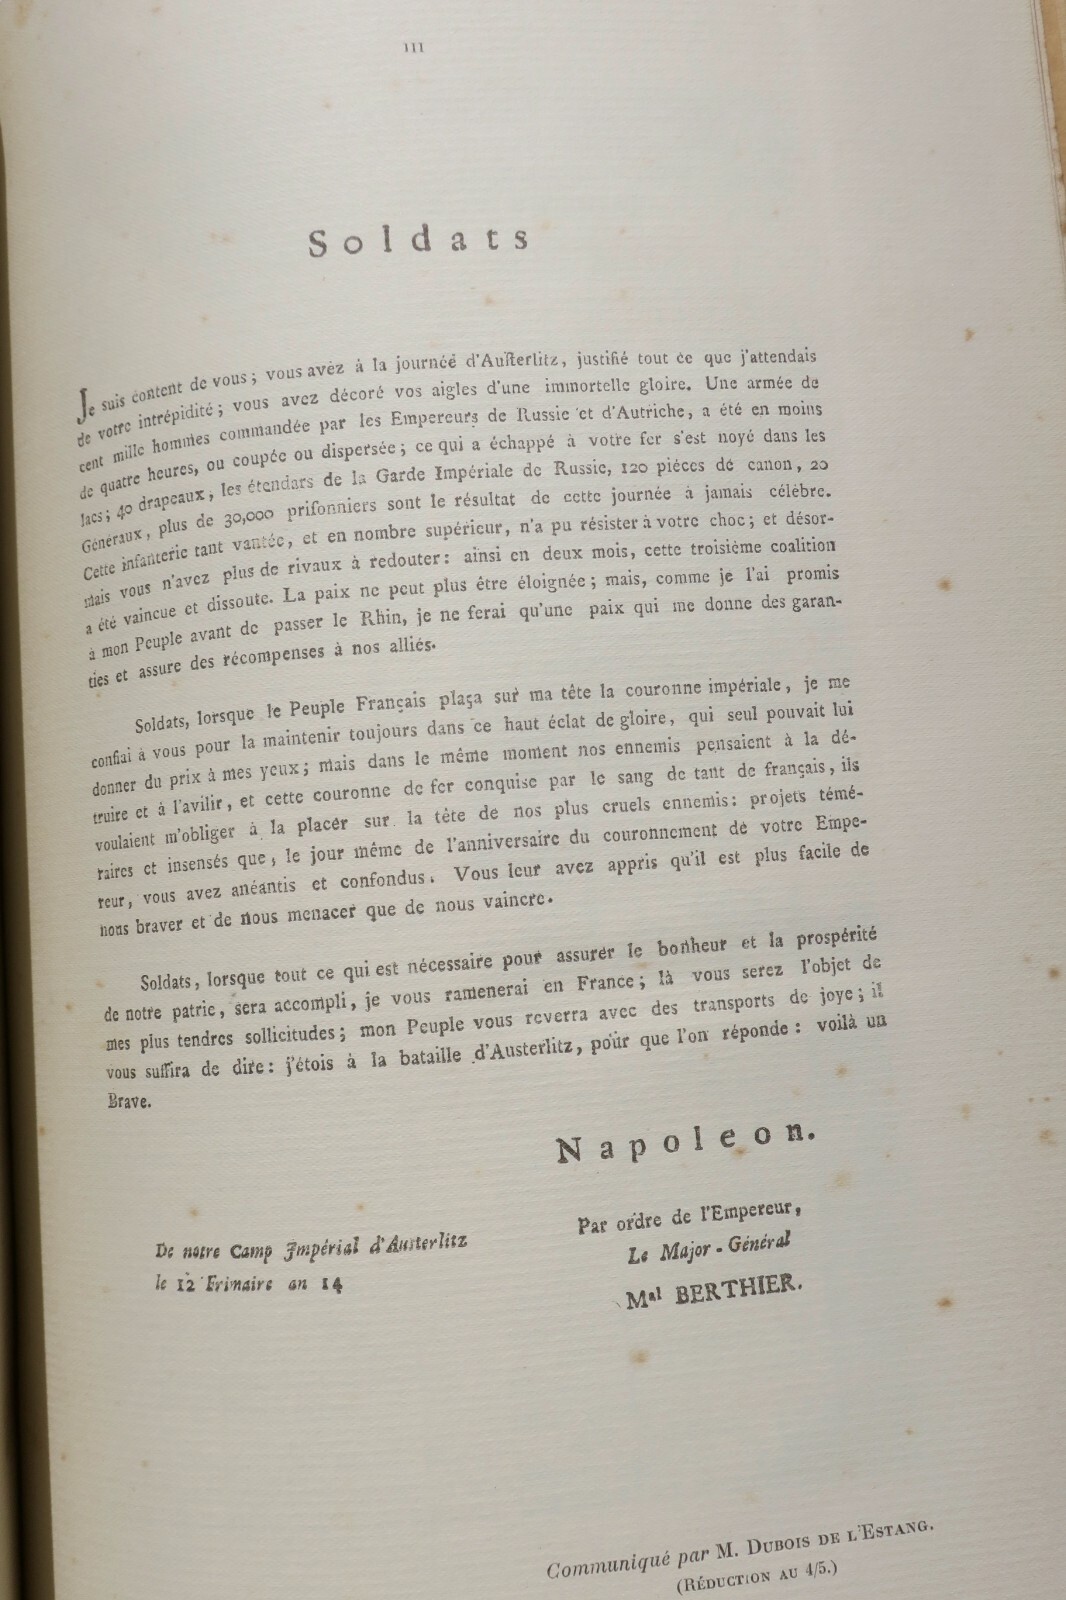 III
Soldats
Je suis content de vous ; vous avez à la journée d'Austerlitz, justifié tout ce que j'attendais
de votre intrépidité ; vous avez décoré vos aigles d'une immortelle gloire. Une armée de
cent mille hommes commandée par les Empereurs de Russie et d'Autriche, a été en moins
de quatre heures, ou coupée ou dispersée ; ce qui a échappé à votre fer s'est noyé dans les
lacs ; 40 drapeaux, les étendars de la Garde Impériale de Russie, 120 piéces de canon, 20
Généraux, plus de 30,000 prisonniers sont le résultat de cette journée à jamais célèbre.
Cette infanterie tant vantée, et en nombre supérieur, n'a pu résister à votre choc ; et désor-
mais vous n'avez plus de rivaux à redouter : ainsi en deux mois, cette troisième coalition
a été vaincue et dissoute. La paix ne peut plus être éloignée ; mais, comme je l'ai promis
à mon Peuple avant de passer le Rhin, je ne ferai qu'une paix qui me donne des garan-
ties et assure des récompenses à nos alliés.
Soldats, lorsque le Peuple Français plaça sur ma tête la couronne impériale, je me
confiai à vous pour la maintenir toujours dans ce haut éclat de gloire, qui seul pouvait lui
donner du prix à mes yeux ; mais dans le même moment nos ennemis pensaient à la dé-
truire et à l'avilir, et cette couronne de fer conquise par le sang de tant de français, ils
voulaient m'obliger à la placer sur la tête de nos plus cruels ennemis : projets témé-
raires et insensés que, le jour même de l'anniversaire du couronnement de votre Empe-
reur, vous avez anéantis et confondus. Vous leur avez appris qu'il est plus facile de
nous braver et de nous menacer que de nous vaincre.
Soldats, lorsque tout ce qui est nécessaire pour assurer le bonheur et la prospérité
de notre patrie, sera accompli, je vous ramenerai en France ; là vous serez l'objet de
mes plus tendres sollicitudes ; mon Peuple vous reverra avec des transports de joye ; il
vous suffira de dire : j'étois à la bataille d'Austerlitz, pour que l'on réponde : voilà un
Brave.
Napoleon.
De notre Camp Impérial d'Austerlitz
le 12 Frimaire an 14
Par ordre de l'Empereur,
Le Major-Général
Mal BERTHIER.
Communiqué par M. DUBOIS DE L'ESTANG.
(RÉDUCTION AU 4/5.)